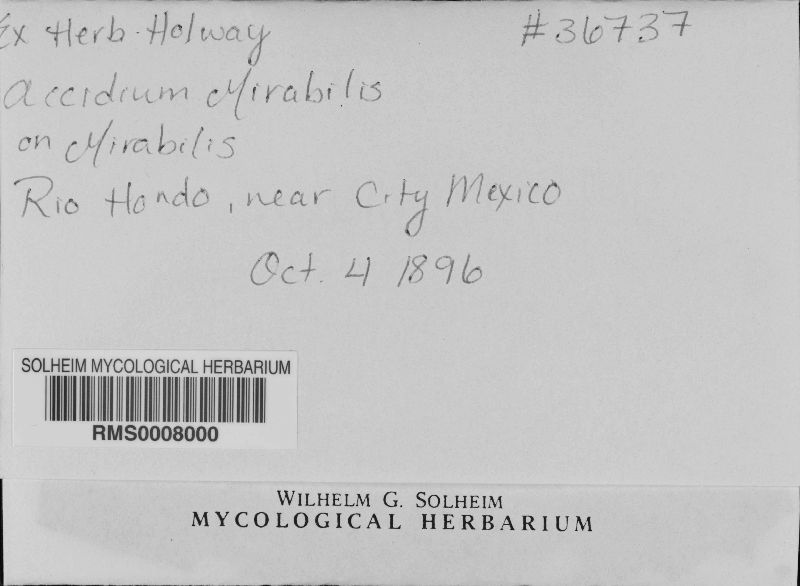 Ex Herb. Holway #36737
Aecidium Mirabilis
on Mirabilis
Rio Hondo, near City Mexico
Oct. 4 1896
SOLHEIM MYCOLOGICAL HERBARIUM
RMS0008000
WILHELM G. SOLHEIM
MYCOLOGICAL HERBARIUM